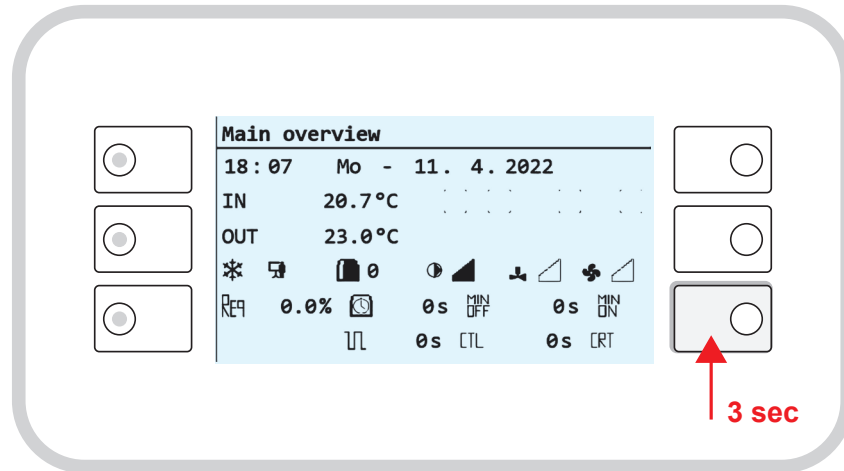 Main overview
18:07 Mo - 11. 4. 2022
IN 20.7°C
OUT 23.0°C
0
REQ 0.0% 0s MIN OFF 0s MIN ON
0s CTL 0s CRT
3 sec